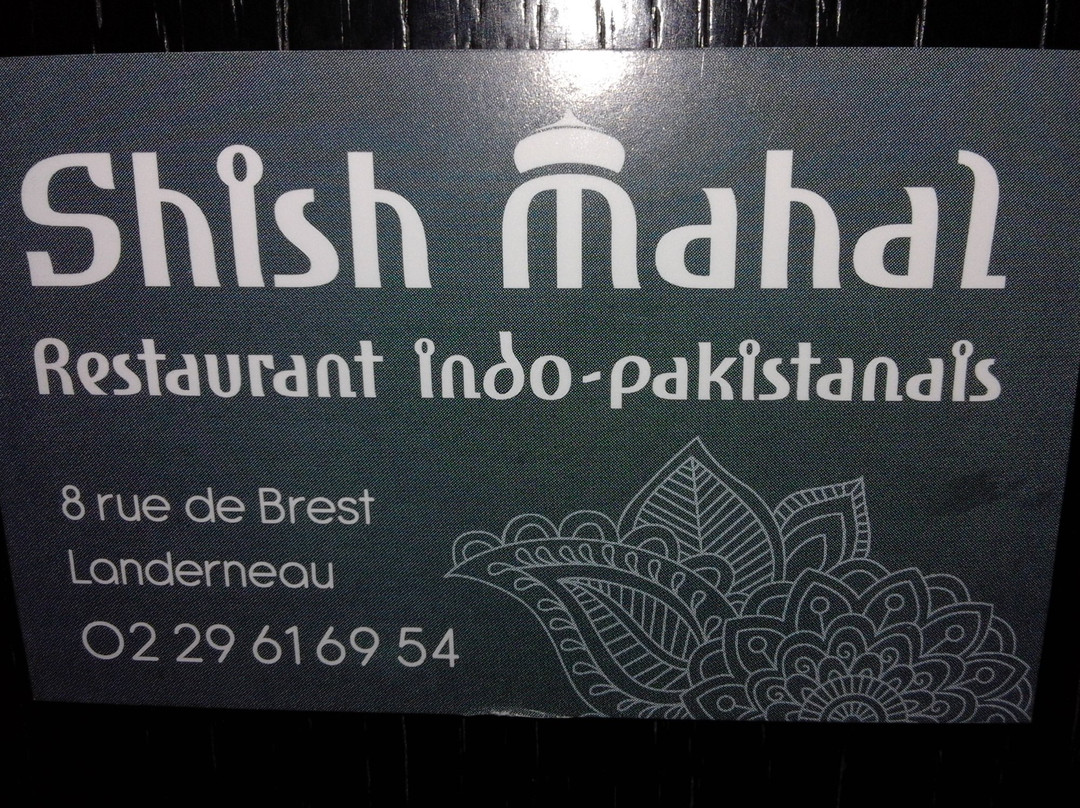 Shish Mahal
Restaurant indo-pakistanais
8 rue de Brest
Landerneau
02 29 61 69 54